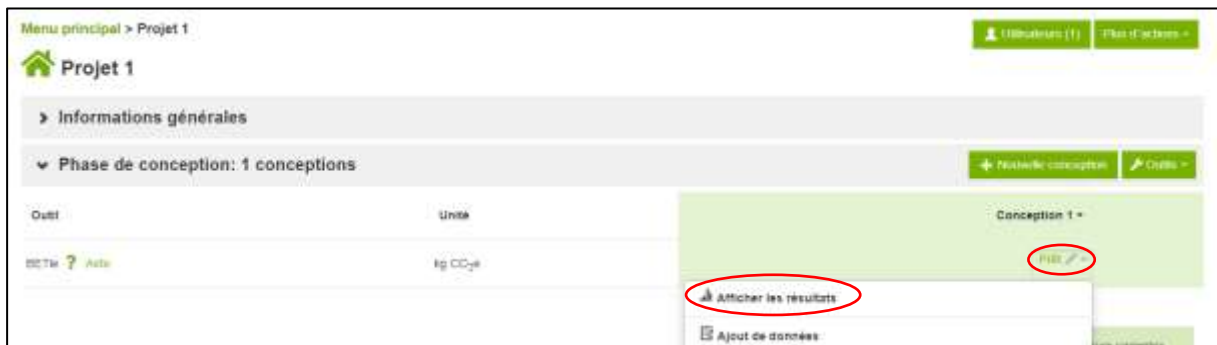 Menu principal > Projet 1
Utilisateurs (1)
Plus d'actions
Projet 1
Informations générales
Phase de conception: 1 conceptions
Nouvelle conception
Outils
Outil
Unité
Conception 1
? Aide
kg CO₂e
Afficher les résultats
Ajout de données